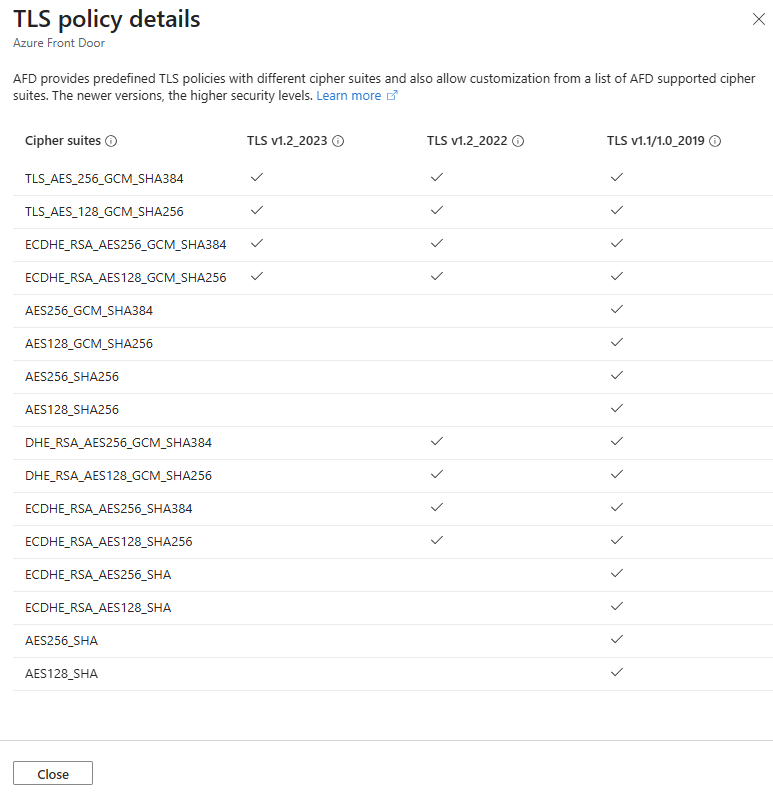 TLS policy details
Azure Front Door
AFD provides predefined TLS policies with different cipher suites and also allow customization from a list of AFD supported cipher
suites. The newer versions, the higher security levels. Learn more
Cipher suites TLS v1.2_2023 TLS v1.2_2022 TLS v1.1/1.0_2019
TLS_AES_256_GCM_SHA384
TLS_AES_128_GCM_SHA256
ECDHE_RSA_AES256_GCM_SHA384
ECDHE_RSA_AES128_GCM_SHA256
AES256_GCM_SHA384
AES128_GCM_SHA256
AES256_SHA256
AES128_SHA256
DHE_RSA_AES256_GCM_SHA384
DHE_RSA_AES128_GCM_SHA256
ECDHE_RSA_AES256_SHA384
ECDHE_RSA_AES128_SHA256
ECDHE_RSA_AES256_SHA
ECDHE_RSA_AES128_SHA
AES256_SHA
AES128_SHA
Close